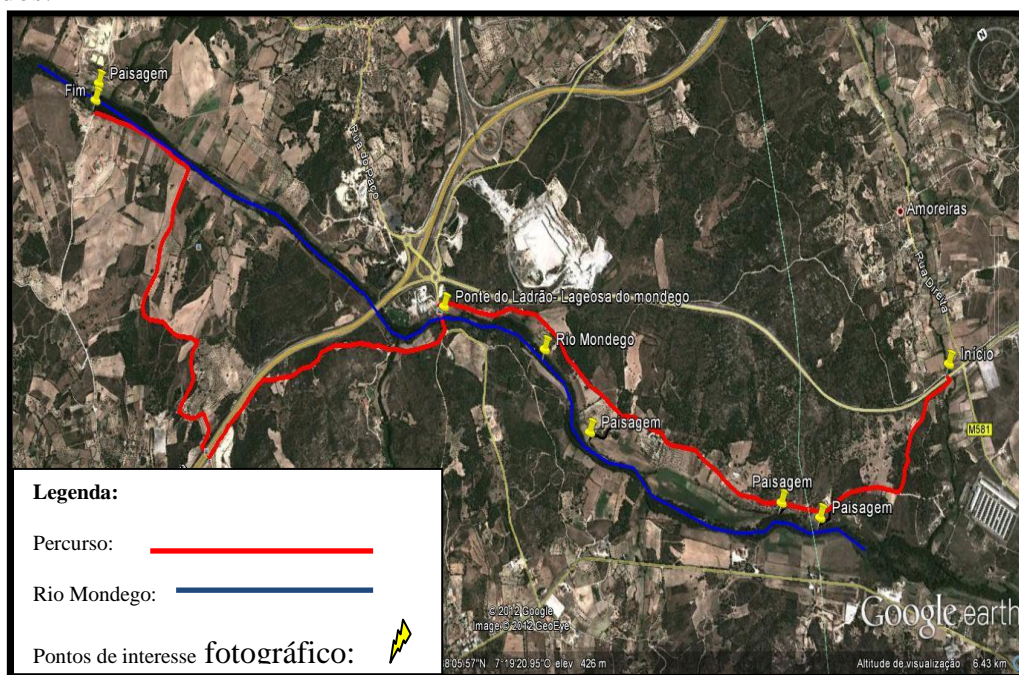 Paisagem
Fim
Rua do Paço
Amoreiras
Rua Direita
Ponte do Ladrão- Lageosa do mondego
Rio Mondego
Início
Paisagem
M581
Paisagem
Paisagem
Legenda:
Percurso:
Rio Mondego:
Pontos de interesse fotográfico:
© 2012 Google
Image © 2012 GeoEye
Google earth
7°19'20.95"O elev 426 m
Altitude de visualização 6.43 km